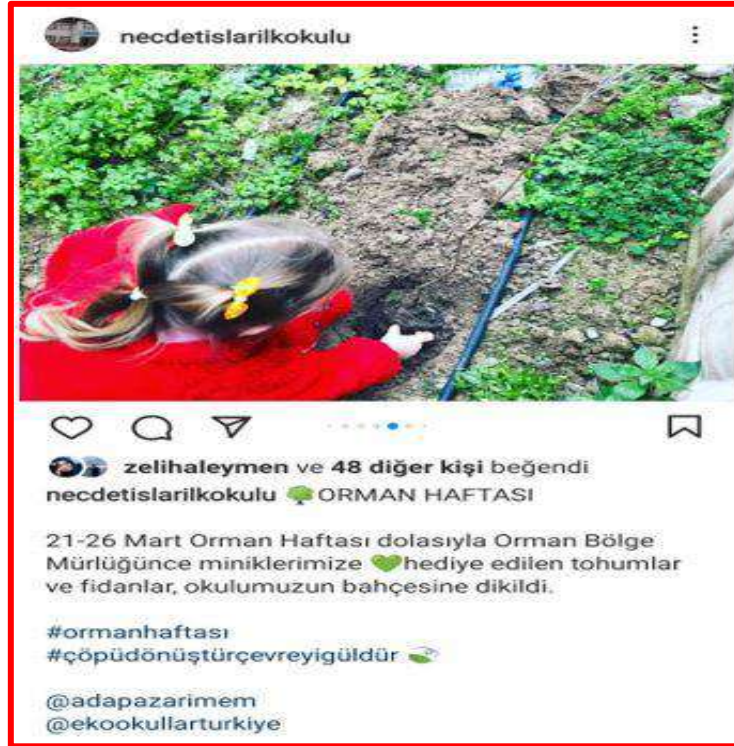 necdetislarilkokulu
zelihaleymen ve 48 diğer kişi beğendi
necdetislarilkokulu 🌳ORMAN HAFTASI
21-26 Mart Orman Haftası dolasıyla Orman Bölge
Mürlüğünce miniklerimize 💚hediye edilen tohumlar
ve fidanlar, okulumuzun bahçesine dikildi.
#ormanhaftası
#çöpüdönüştürçevreyigüldür 🍃
@adapazarimem
@ekookullarturkiye